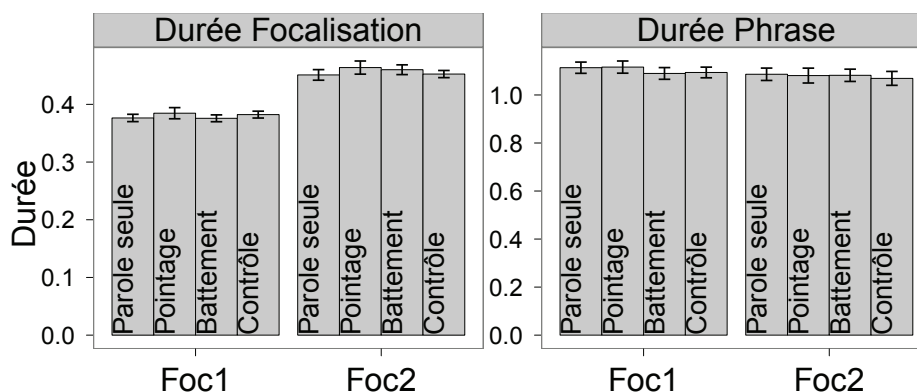 Durée Focalisation
Durée Phrase
Durée
0.4
0.3
0.2
0.1
0.0
Parole seule
Pointage
Battement
Contrôle
Parole seule
Pointage
Battement
Contrôle
Foc1
Foc2
1.0
0.8
0.6
0.4
0.2
0.0
Parole seule
Pointage
Battement
Contrôle
Parole seule
Pointage
Battement
Contrôle
Foc1
Foc2